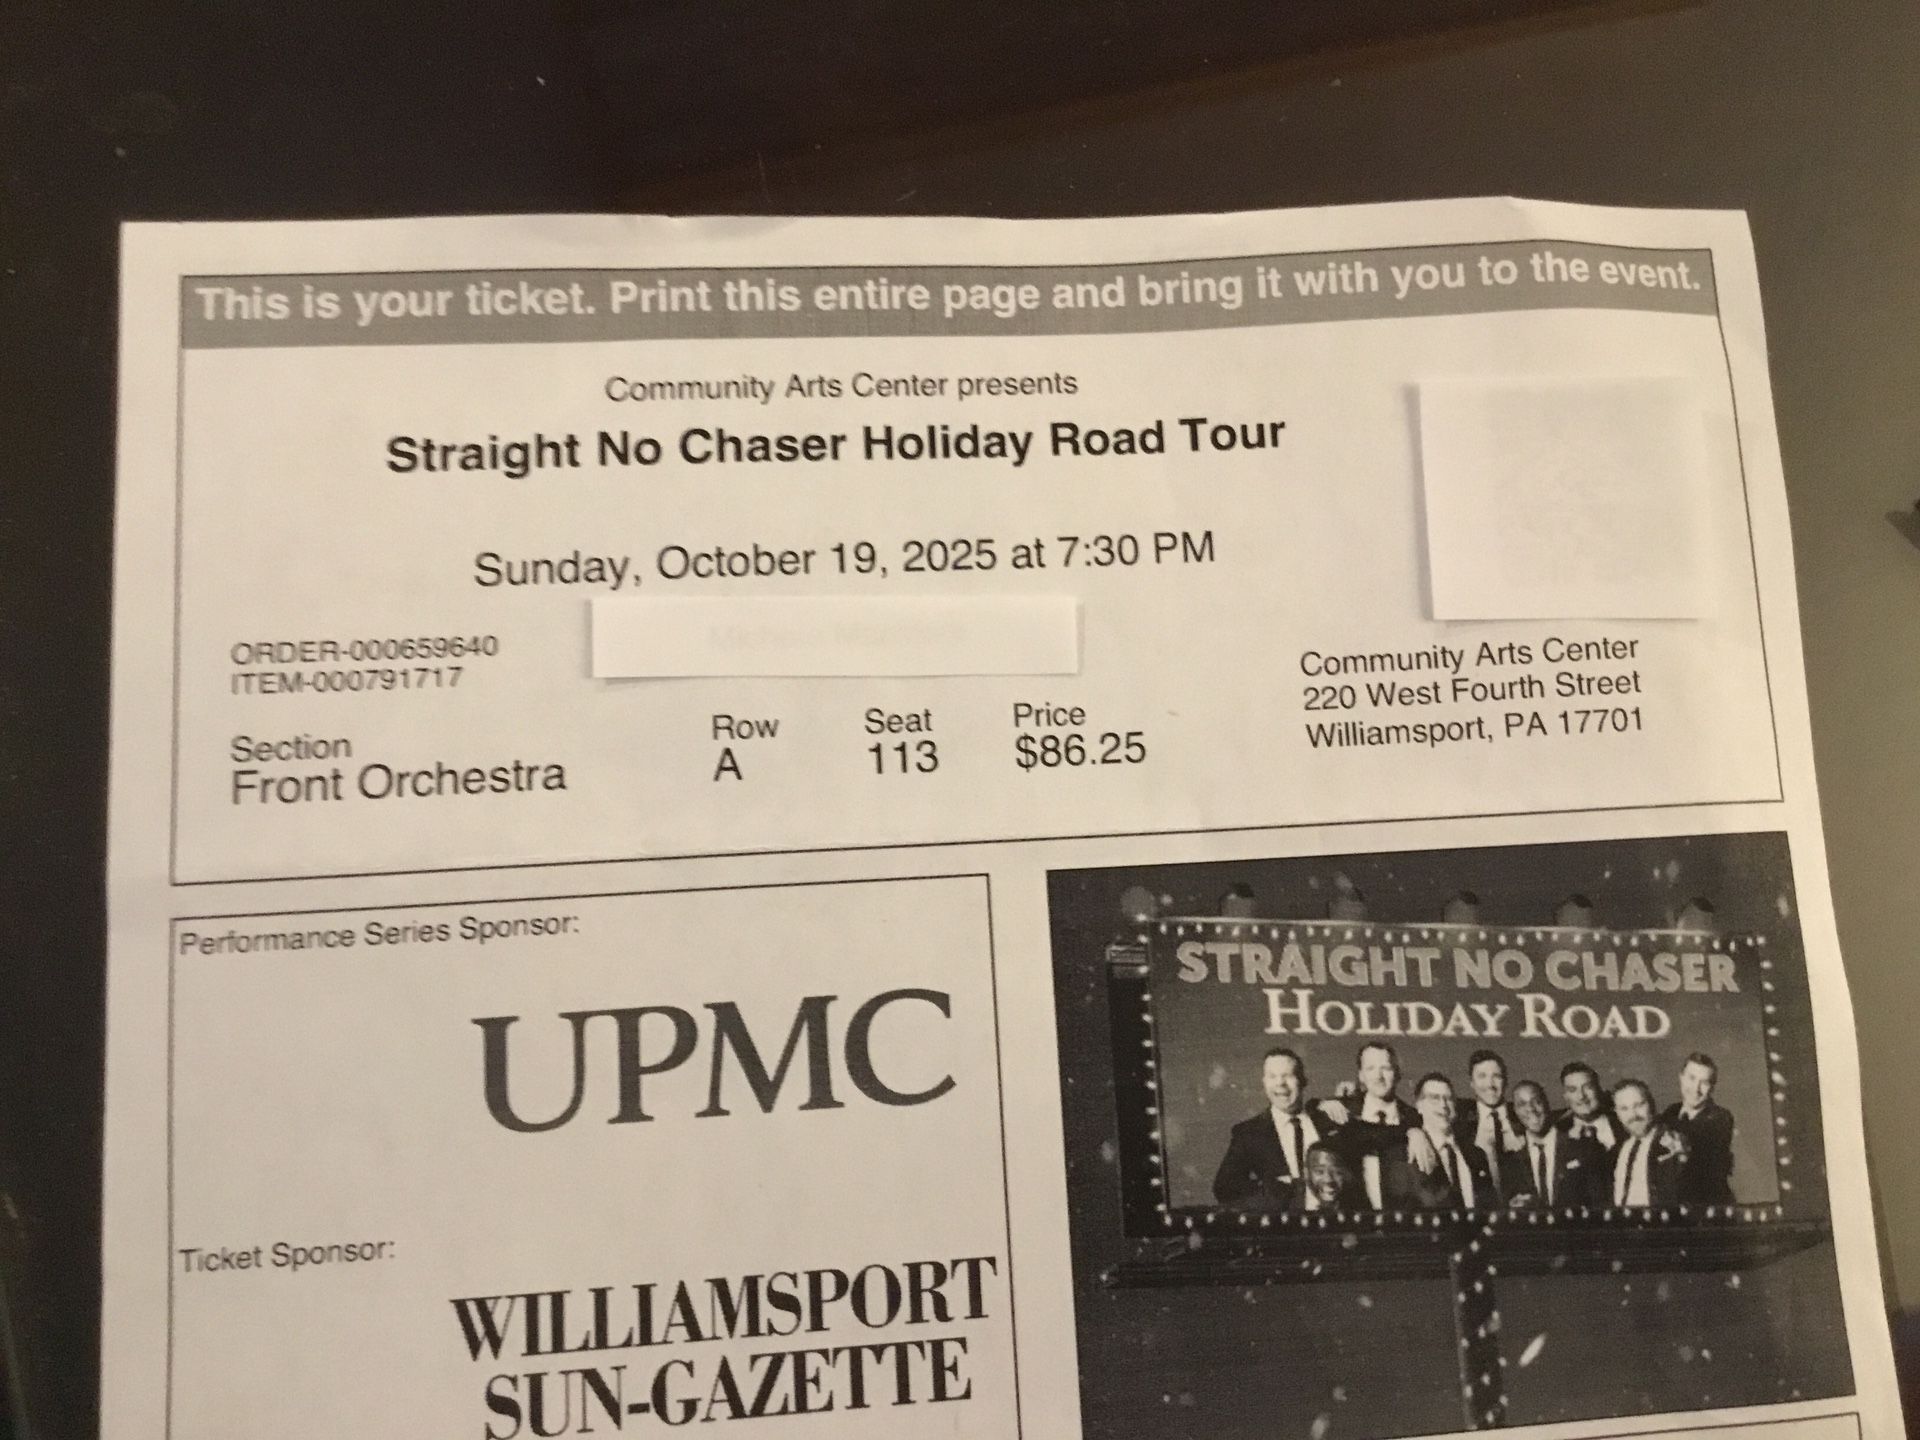 This is your ticket. Print this entire page and bring it with you to the event.
Community Arts Center presents
Straight No Chaser Holiday Road Tour
Sunday, October 19, 2025 at 7:30 PM
ORDER-000659640
ITEM-000791717
Section
Front Orchestra
Row
A
Seat
113
Price
$86.25
Community Arts Center
220 West Fourth Street
Williamsport, PA 17701
Performance Series Sponsor:
UPMC
Ticket Sponsor:
WILLIAMSPORT
SUN-GAZETTE
STRAIGHT NO CHASER
HOLIDAY ROAD